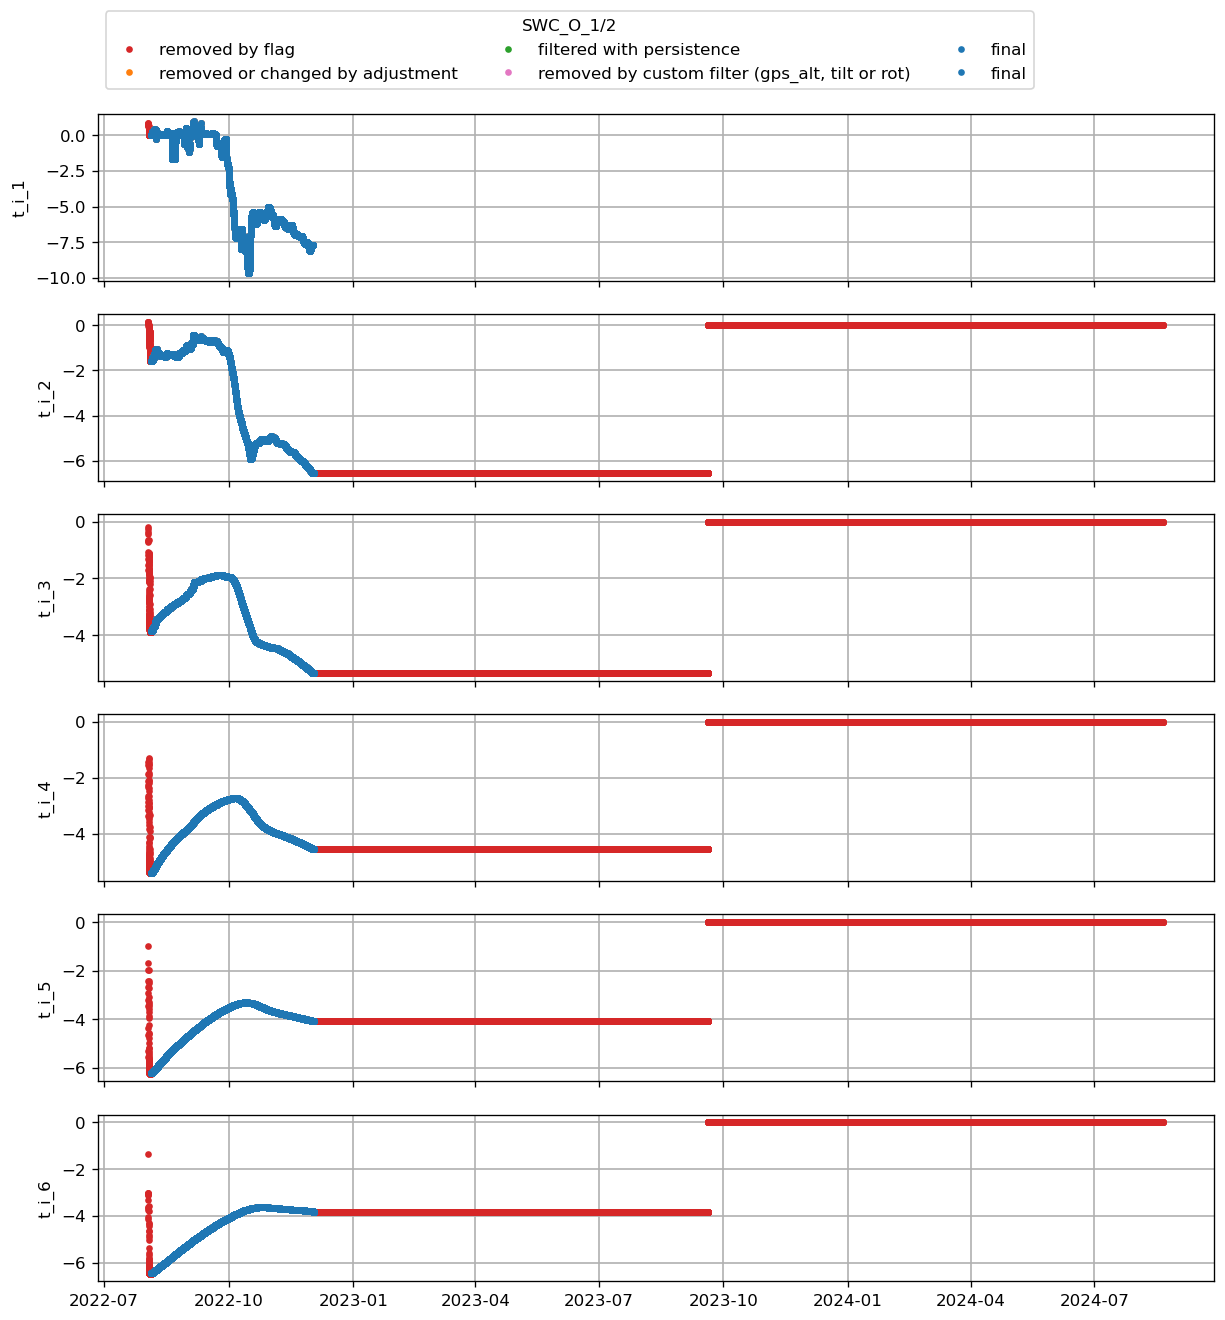 SWC_O_1/2
removed by flag
filtered with persistence
final
removed or changed by adjustment
removed by custom filter (gps_alt, tilt or rot)
final
t_i_1
0.0
−2.5
−5.0
−7.5
−10.0
t_i_2
0
−2
−4
−6
t_i_3
0
−2
−4
t_i_4
0
−2
−4
t_i_5
0
−2
−4
−6
t_i_6
0
−2
−4
−6
2022-07 2022-10 2023-01 2023-04 2023-07 2023-10 2024-01 2024-04 2024-07